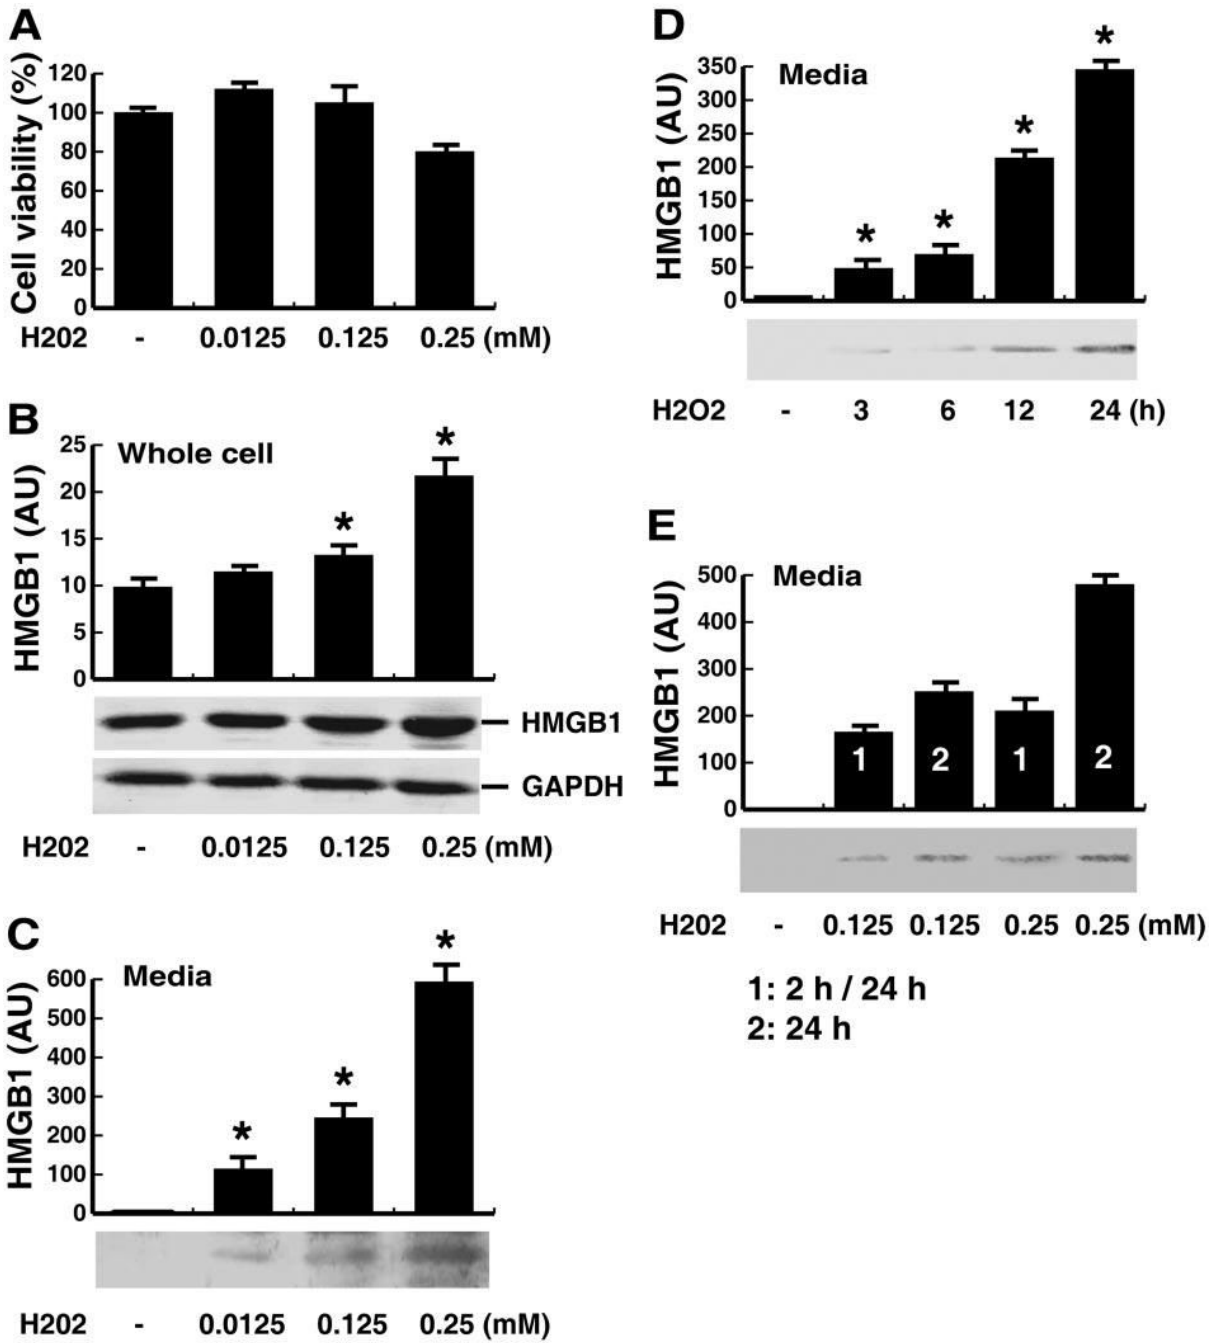 A
Cell viability (%)
120
100
80
60
40
20
0
H202 - 0.0125 0.125 0.25 (mM)
B
HMGB1 (AU)
Whole cell
25
20
15
10
5
0
*
*
HMGB1
GAPDH
H202 - 0.0125 0.125 0.25 (mM)
C
HMGB1 (AU)
Media
600
500
400
300
200
100
0
*
*
*
H202 - 0.0125 0.125 0.25 (mM)
D
HMGB1 (AU)
Media
350
300
250
200
150
100
50
0
*
*
*
*
H2O2 - 3 6 12 24 (h)
E
HMGB1 (AU)
Media
500
400
300
200
100
0
1 2 1 2
H202 - 0.125 0.125 0.25 0.25 (mM)
1: 2 h / 24 h
2: 24 h